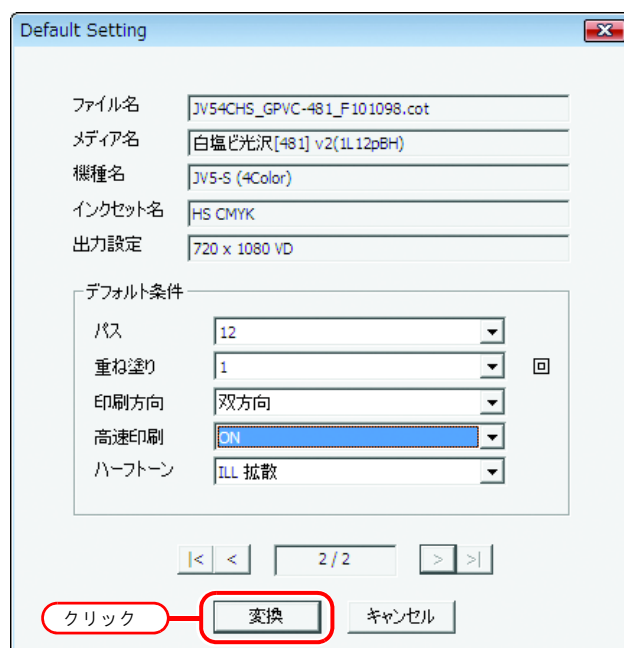 Default Setting
ファイル名 JV54CHS_GPVC-481_F101098.cot
メディア名 白塩ビ光沢[481] v2(1L12pBH)
機種名 JV5-S (4Color)
インクセット名 HS CMYK
出力設定 720 x 1080 VD
デフォルト条件
パス 12
重ね塗り 1 回
印刷方向 双方向
高速印刷 ON
ハーフトーン ILL 拡散
|< < 2 / 2 > >|
クリック 変換 キャンセル